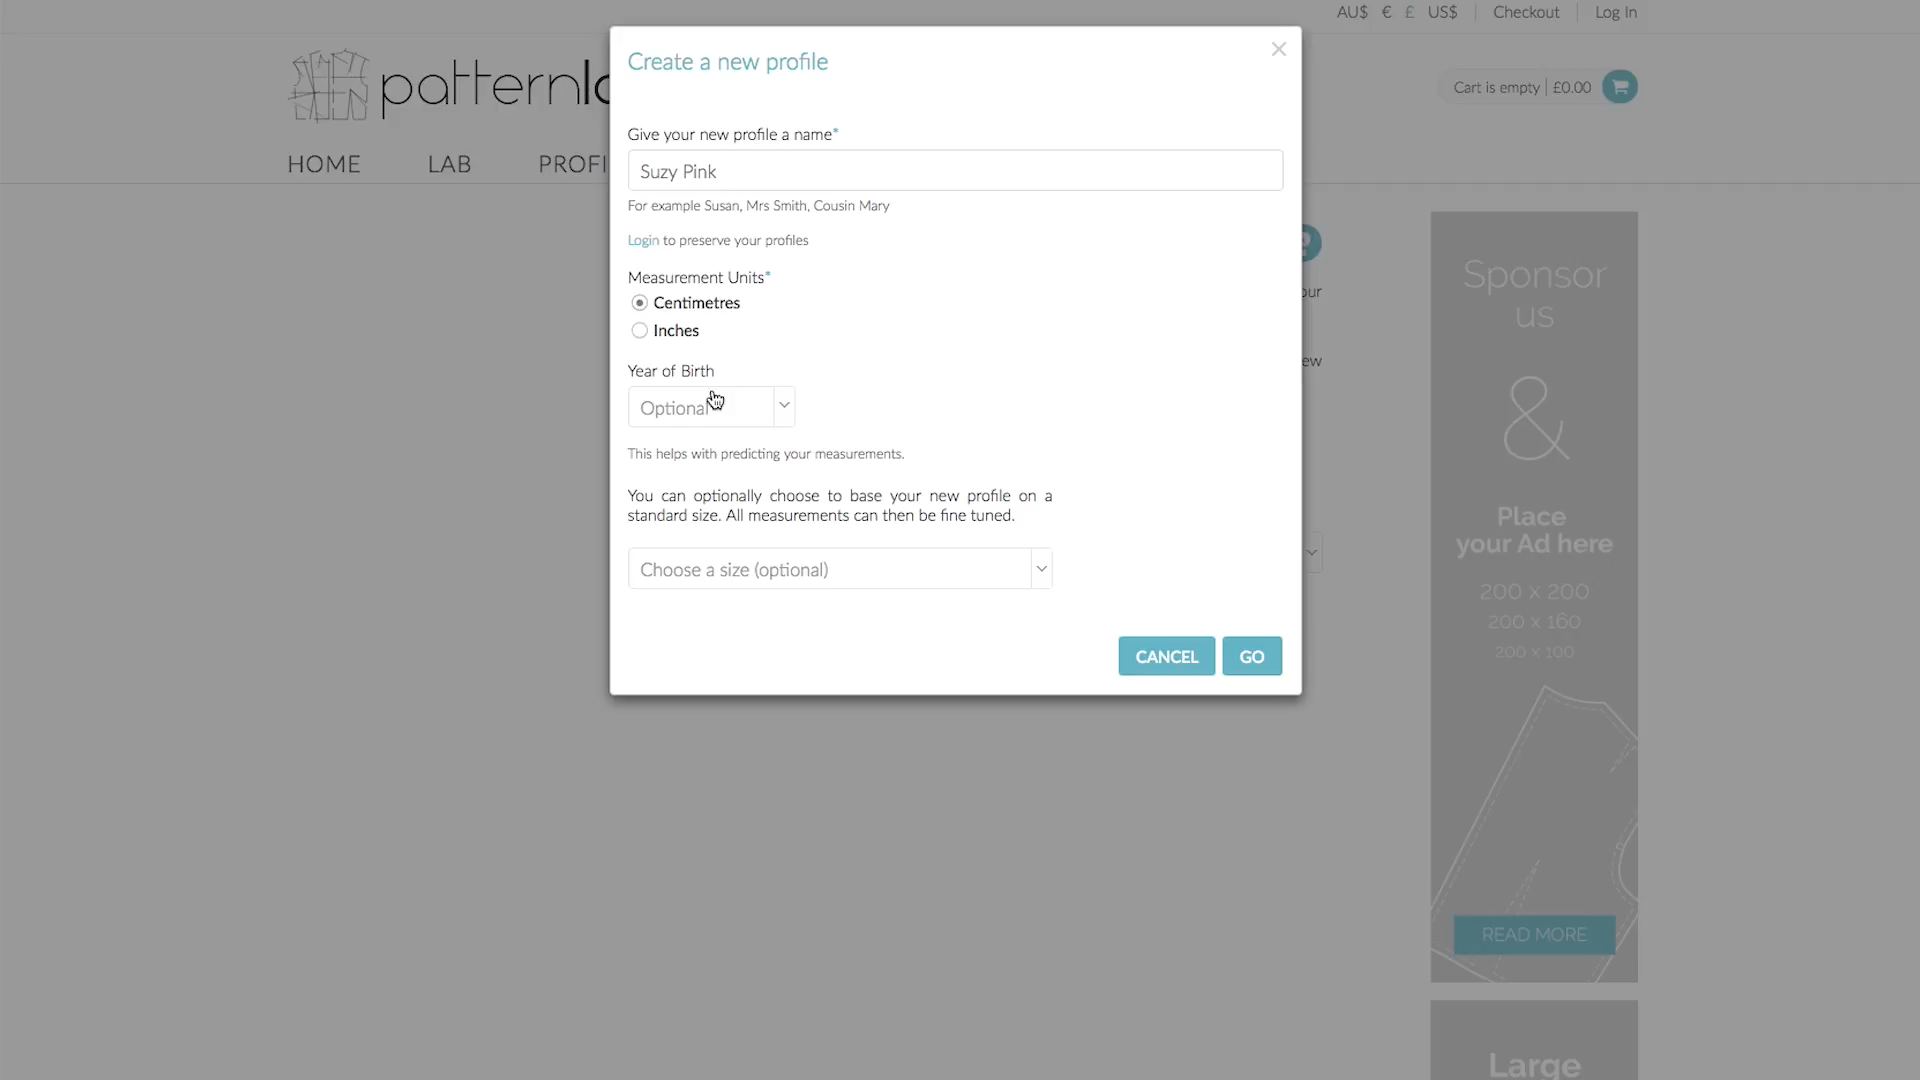 AU$ € £ US$ Checkout Log In
patternl
Cart is empty £0.00
HOME LAB PROFI
Create a new profile
Give your new profile a name*
Suzy Pink
For example Susan, Mrs Smith, Cousin Mary
Login to preserve your profiles
Measurement Units*
Centimetres
Inches
Year of Birth
Optional
This helps with predicting your measurements.
You can optionally choose to base your new profile on a
standard size. All measurements can then be fine tuned.
Choose a size (optional)
CANCEL GO
our
ew
Sponsor
us
&
Place
your Ad here
200 x 200
200 x 160
200 x 100
READ MORE
Large